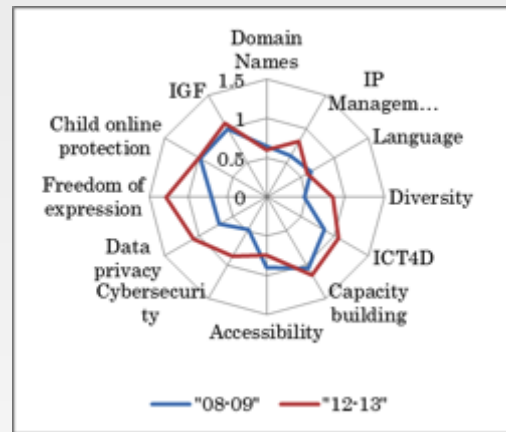 Domain
Names
IP
Managem...
Language
Diversity
ICT4D
Capacity
building
Accessibility
Cybersecuri
ty
Data
privacy
Freedom of
expression
Child online
protection
IGF
1.5
1
0.5
0
"08-09"
"12-13"